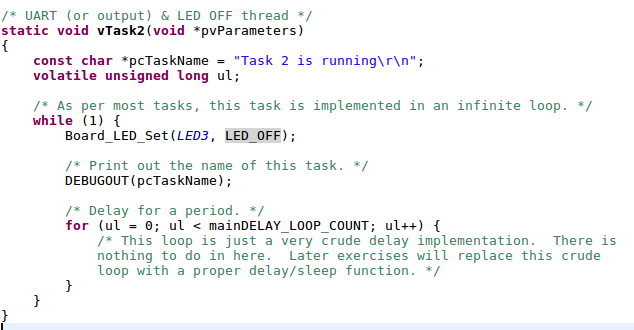 /* UART (or output) & LED OFF thread */
static void vTask2(void *pvParameters)
{
    const char *pcTaskName = "Task 2 is running\r\n";
    volatile unsigned long ul;

    /* As per most tasks, this task is implemented in an infinite loop. */
    while (1) {
        Board_LED_Set(LED3, LED_OFF);

        /* Print out the name of this task. */
        DEBUGOUT(pcTaskName);

        /* Delay for a period. */
        for (ul = 0; ul < mainDELAY_LOOP_COUNT; ul++) {
            /* This loop is just a very crude delay implementation.  There is
            nothing to do in here.  Later exercises will replace this crude
            loop with a proper delay/sleep function. */
        }
    }
}